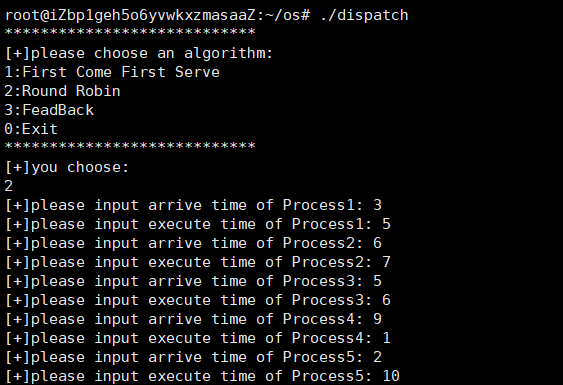 root@iZbp1geh5o6yvwkxzmasaaZ:~/os# ./dispatch
****************************
[+]please choose an algorithm:
1:First Come First Serve
2:Round Robin
3:FeadBack
0:Exit
****************************
[+]you choose:
2
[+]please input arrive time of Process1: 3
[+]please input execute time of Process1: 5
[+]please input arrive time of Process2: 6
[+]please input execute time of Process2: 7
[+]please input arrive time of Process3: 5
[+]please input execute time of Process3: 6
[+]please input arrive time of Process4: 9
[+]please input execute time of Process4: 1
[+]please input arrive time of Process5: 2
[+]please input execute time of Process5: 10